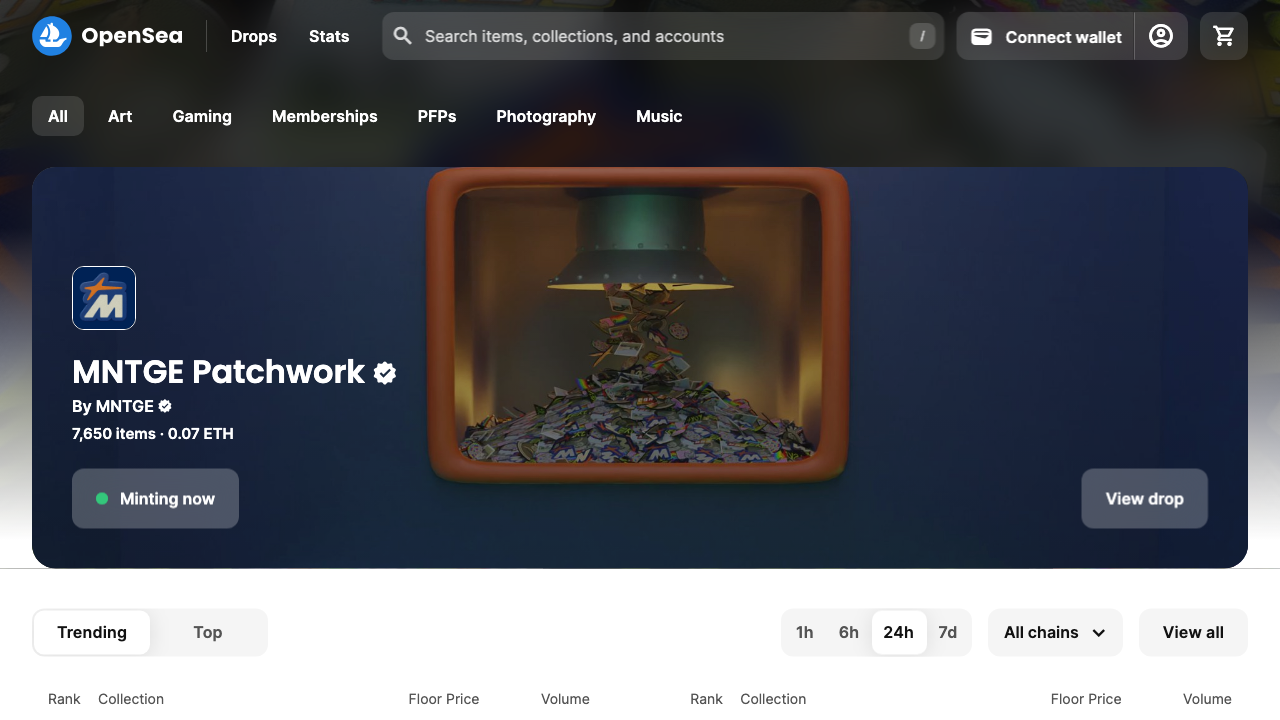 OpenSea
Drops
Stats
Search items, collections, and accounts
/
Connect wallet
All
Art
Gaming
Memberships
PFPs
Photography
Music
M
MNTGE Patchwork
By MNTGE
7,650 items · 0.07 ETH
Minting now
View drop
Trending
Top
1h
6h
24h
7d
All chains
View all
Rank
Collection
Floor Price
Volume
Rank
Collection
Floor Price
Volume